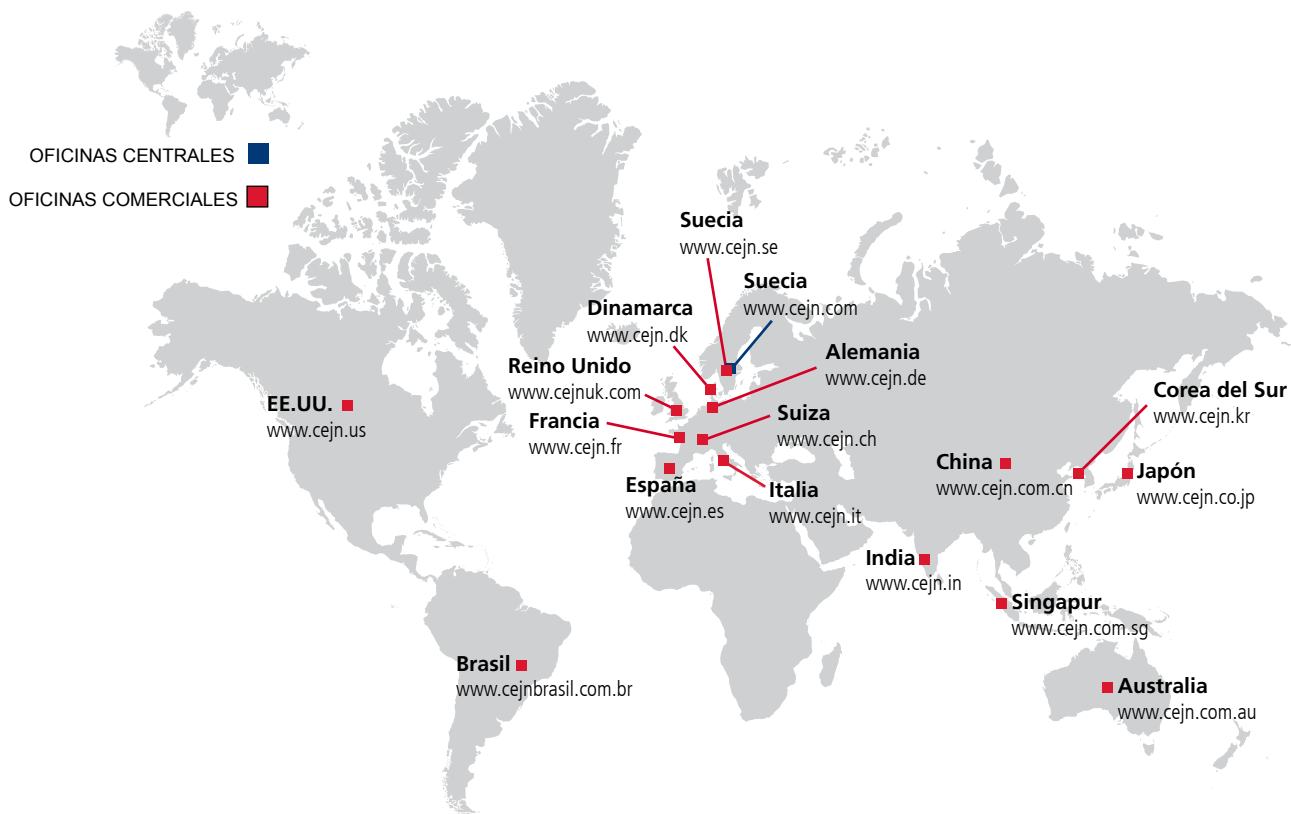 OFICINAS CENTRALES
OFICINAS COMERCIALES
Suecia
www.cejn.se
Suecia
www.cejn.com
Dinamarca
www.cejn.dk
Alemania
www.cejn.de
Reino Unido
www.cejnuk.com
Corea del Sur
www.cejn.kr
EE.UU.
www.cejn.us
Francia
www.cejn.fr
Suiza
www.cejn.ch
China
www.cejn.com.cn
Japón
www.cejn.co.jp
España
www.cejn.es
Italia
www.cejn.it
India
www.cejn.in
Singapur
www.cejn.com.sg
Brasil
www.cejnbrasil.com.br
Australia
www.cejn.com.au